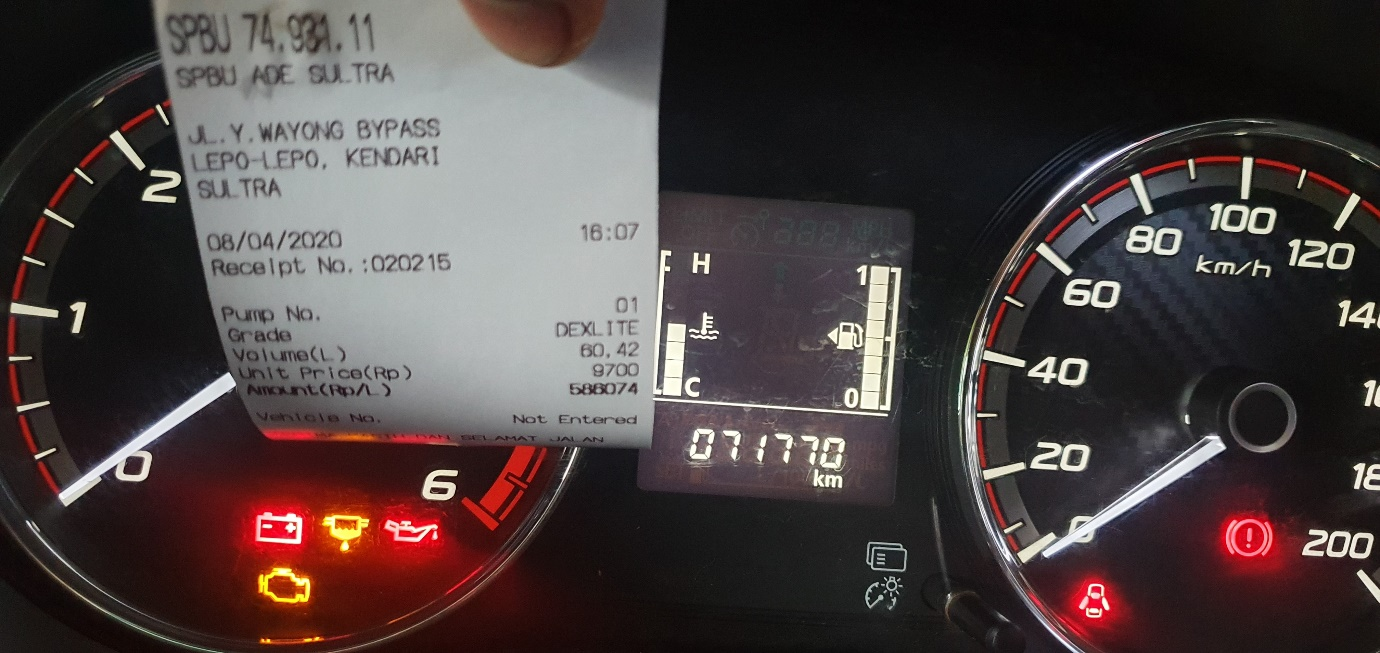 SPBU 74.931.11
SPBU ADE SULTRA
JL.Y.WAYONG BYPASS
LEPO-LEPO, KENDARI
SULTRA
08/04/2020 16:07
Receipt No.:020215
Pump No. 01
Grade DEXLITE
Volume(L) 60.42
Unit Price(Rp) 9700
Amount(Rp/L) 586074
Vehicle No. Not Entered
SELAMAT JALAN
0
1
2
6
H
C
1
0
071770
km
0
20
40
60
80
100
120
200
km/h